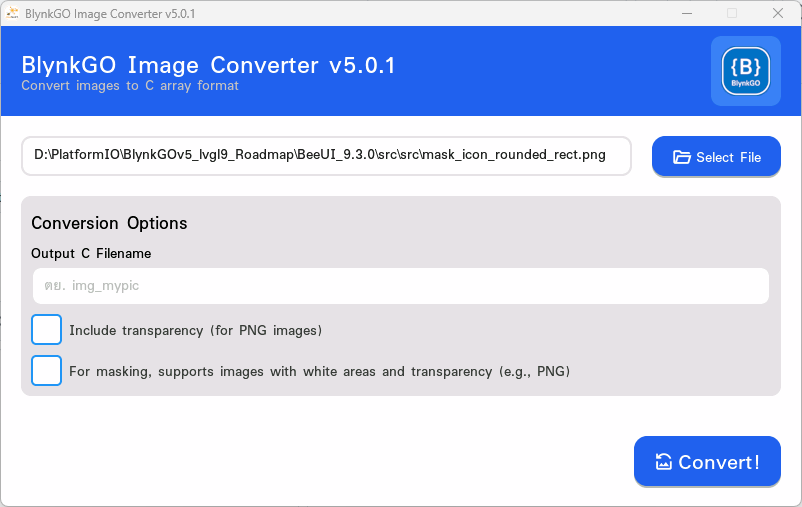 BlynkGO Image Converter v5.0.1
BlynkGO Image Converter v5.0.1
Convert images to C array format
{B}
BlynkGO
D:\PlatformIO\BlynkGOv5_lvgl9_Roadmap\BeeUI_9.3.0\src\src\mask_icon_rounded_rect.png
Select File
Conversion Options
Output C Filename
ตย. img_mypic
Include transparency (for PNG images)
For masking, supports images with white areas and transparency (e.g., PNG)
Convert!